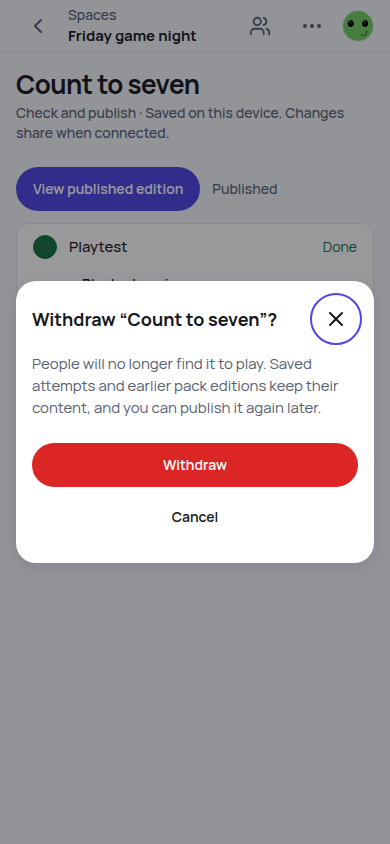 Spaces
Friday game night
Count to seven
Check and publish · Saved on this device. Changes
share when connected.
View published edition
Published
Playtest
Done
Withdraw “Count to seven”?
People will no longer find it to play. Saved
attempts and earlier pack editions keep their
content, and you can publish it again later.
Withdraw
Cancel